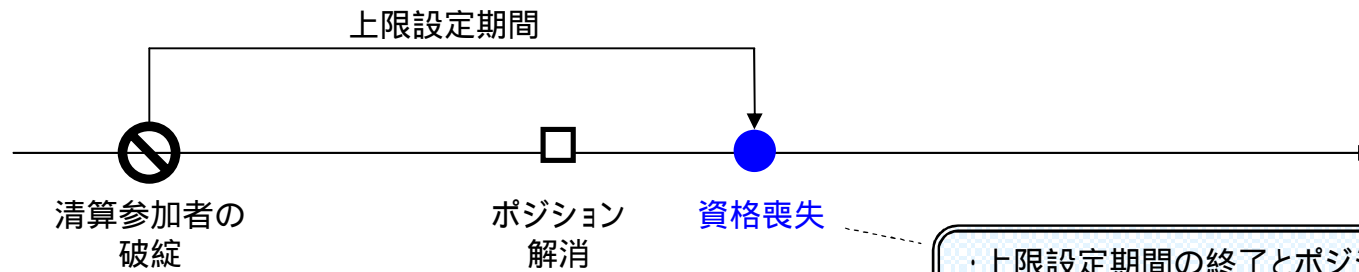 上限設定期間
清算参加者の
破綻
ポジション
解消
資格喪失
・上限設定期間の終了とポジ